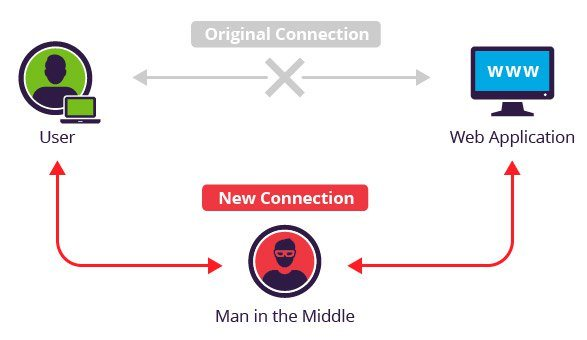 Original Connection
WWW
User
Web Application
New Connection
Man in the Middle